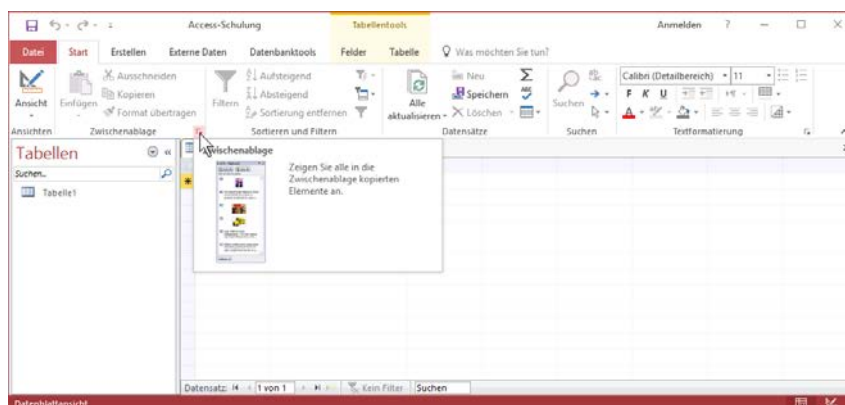 Access-Schulung
Tabellentools
Anmelden ?
Datei Start Erstellen Externe Daten Datenbanktools Felder Tabelle Was möchten Sie tun?
Ansicht
Einfügen
Ausschneiden
Kopieren
Format übertragen
Filtern
Aufsteigend
Absteigend
Sortierung entfernen
Alle
aktualisieren
Neu
Speichern
Löschen
Suchen
Calibri (Detailbereich) 11
F K U
Ansichten Zwischenablage Sortieren und Filtern Datensätze Suchen Textformatierung
Tabellen
Suchen...
Tabelle1
Zwischenablage
Zeigen Sie alle in die
Zwischenablage kopierten
Elemente an.
Datensatz: 1 von 1 Kein Filter Suchen
Datenblattansicht